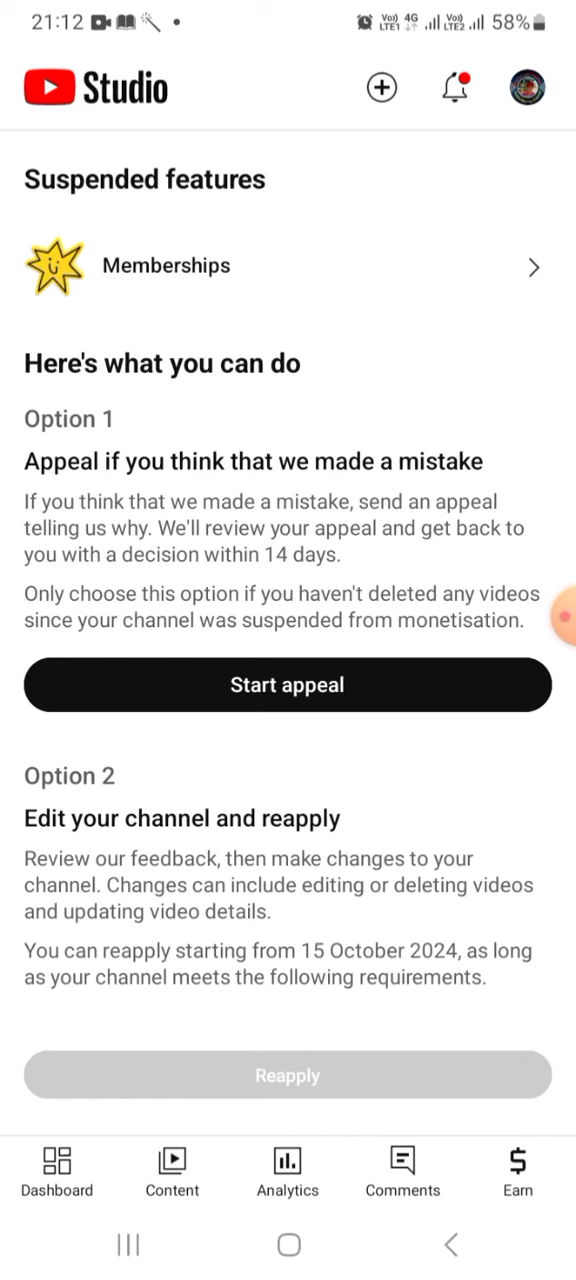 21:12 Vo)) LTE1 4G Vo)) LTE2 58%
Studio
Suspended features
Memberships
Here's what you can do
Option 1
Appeal if you think that we made a mistake
If you think that we made a mistake, send an appeal
telling us why. We'll review your appeal and get back to
you with a decision within 14 days.
Only choose this option if you haven't deleted any videos
since your channel was suspended from monetisation.
Start appeal
Option 2
Edit your channel and reapply
Review our feedback, then make changes to your
channel. Changes can include editing or deleting videos
and updating video details.
You can reapply starting from 15 October 2024, as long
as your channel meets the following requirements.
Reapply
Dashboard Content Analytics Comments Earn